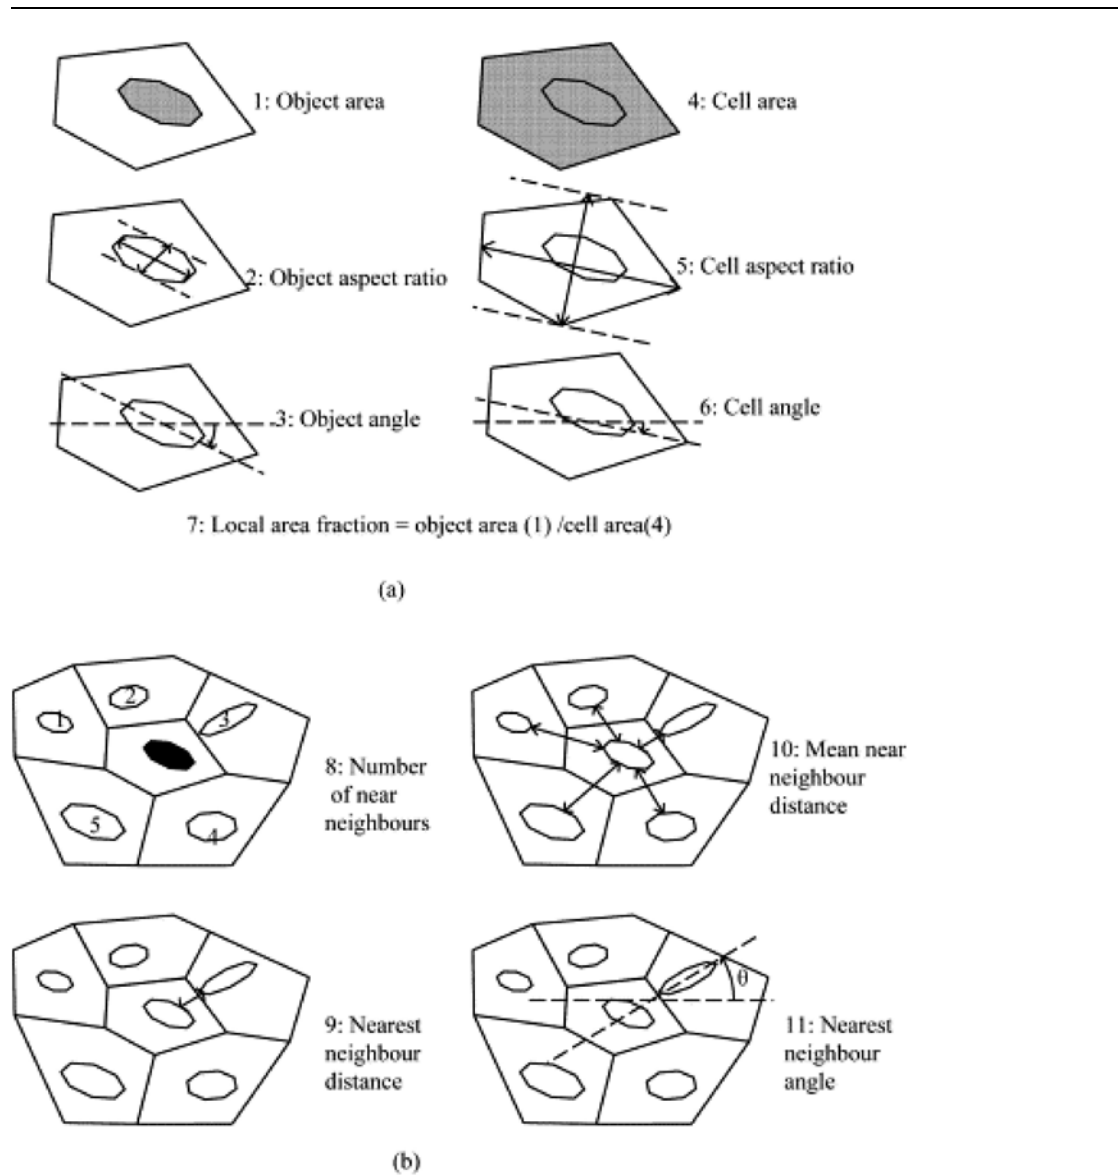 1: Object area
4: Cell area
2: Object aspect ratio
5: Cell aspect ratio
3: Object angle
6: Cell angle
7: Local area fraction = object area (1) /cell area(4)
(a)
1
2
3
4
5
8: Number
of near
neighbours
10: Mean near
neighbour
distance
9: Nearest
neighbour
distance
θ
11: Nearest
neighbour
angle
(b)